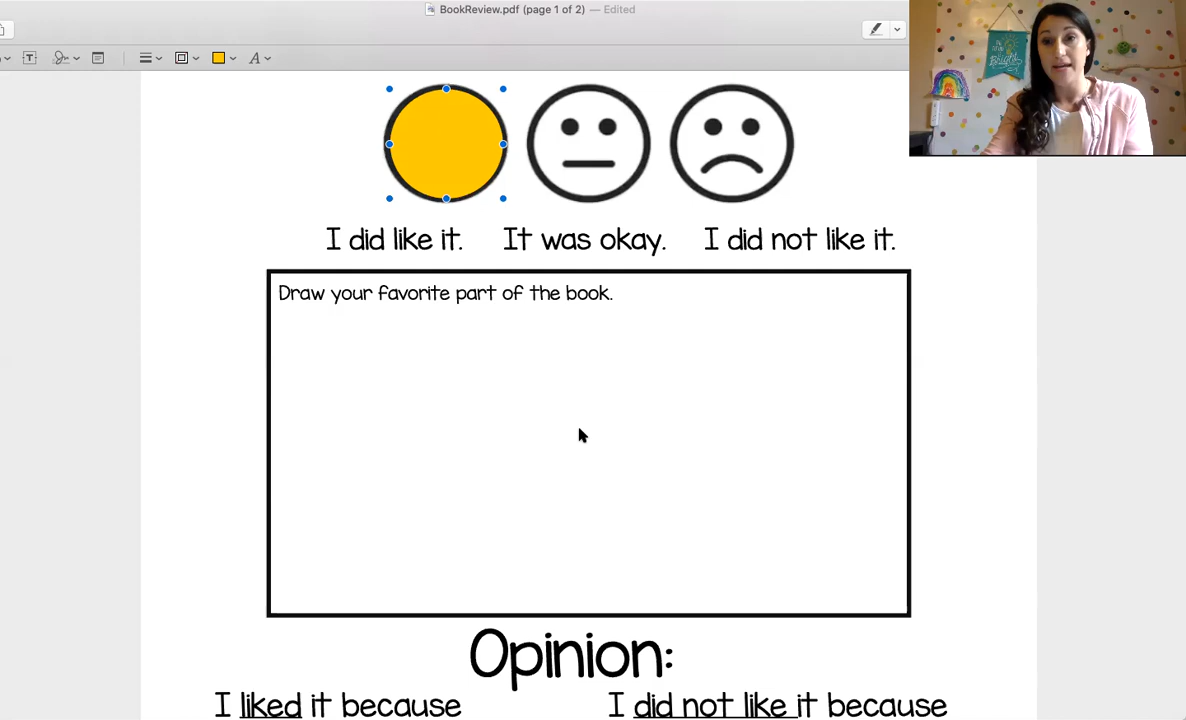 BookReview.pdf (page 1 of 2) — Edited
I did like it. It was okay. I did not like it.
Draw your favorite part of the book.
Opinion:
I liked it because I did not like it because